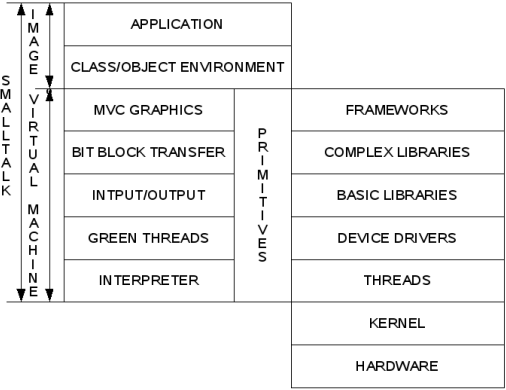 SMALLTALK
IMAGE
VIRTUAL MACHINE
APPLICATION
CLASS/OBJECT ENVIRONMENT
MVC GRAPHICS
BIT BLOCK TRANSFER
INTPUT/OUTPUT
GREEN THREADS
INTERPRETER
PRIMITIVES
FRAMEWORKS
COMPLEX LIBRARIES
BASIC LIBRARIES
DEVICE DRIVERS
THREADS
KERNEL
HARDWARE